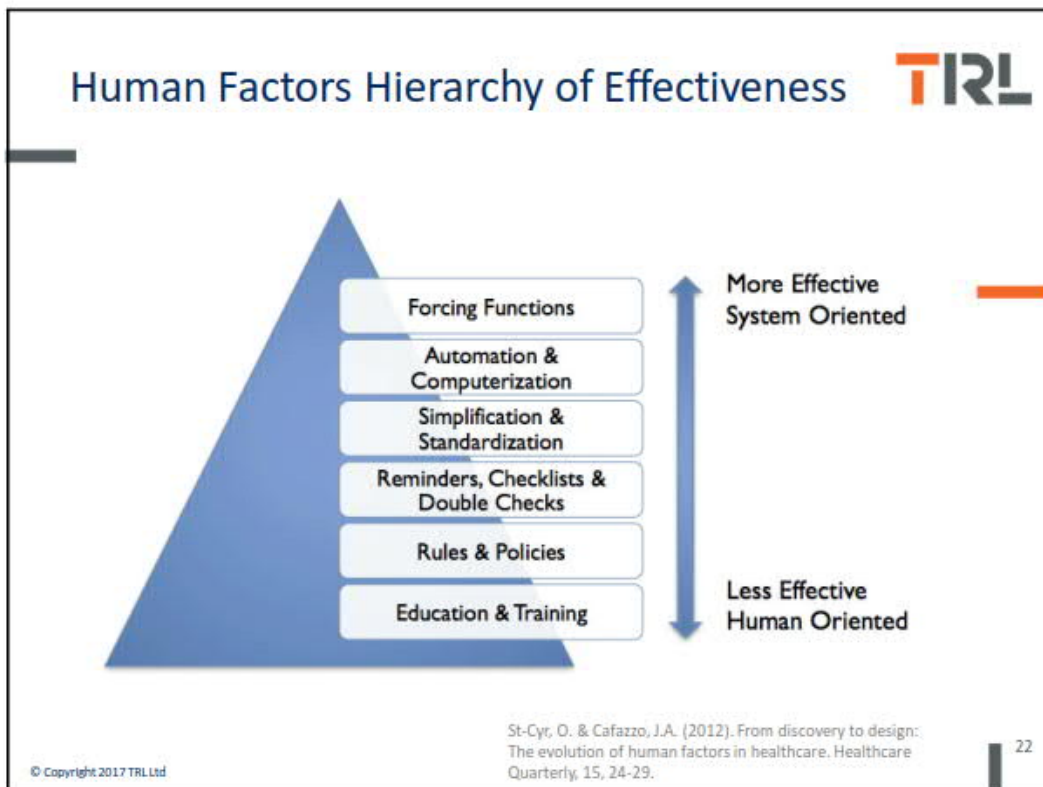 Human Factors Hierarchy of Effectiveness
TRL
Forcing Functions
Automation &
Computerization
Simplification &
Standardization
Reminders, Checklists &
Double Checks
Rules & Policies
Education & Training
More Effective
System Oriented
Less Effective
Human Oriented
St-Cyr, O. & Cafazzo, J.A. (2012). From discovery to design:
The evolution of human factors in healthcare. Healthcare
Quarterly, 15, 24-29.
22
© Copyright 2017 TRL Ltd